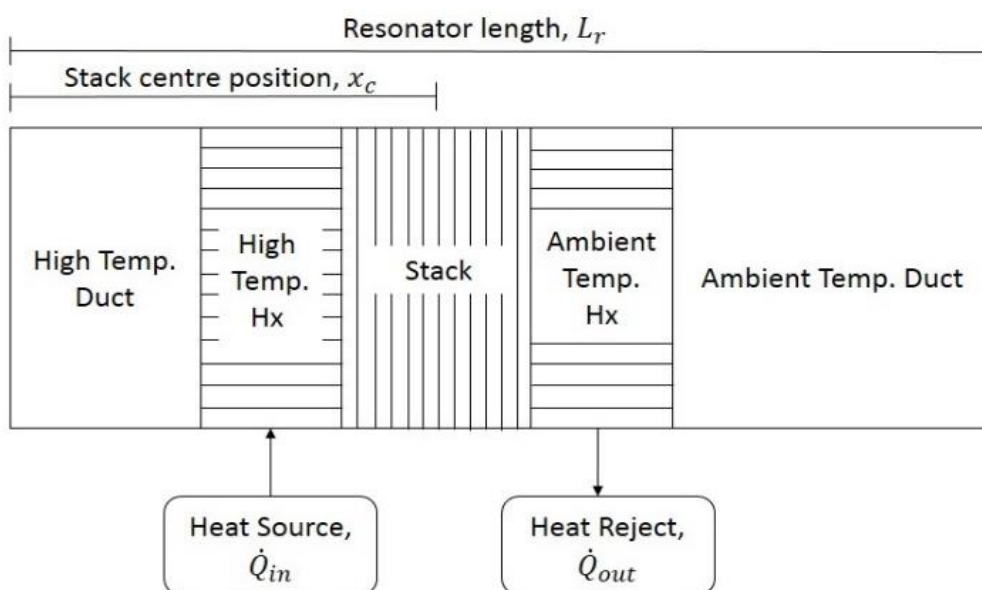 Resonator length, L_r
Stack centre position, x_c
High Temp.
Duct
High
Temp.
Hx
Stack
Ambient
Temp.
Hx
Ambient Temp. Duct
Heat Source,
Q̇_in
Heat Reject,
Q̇_out